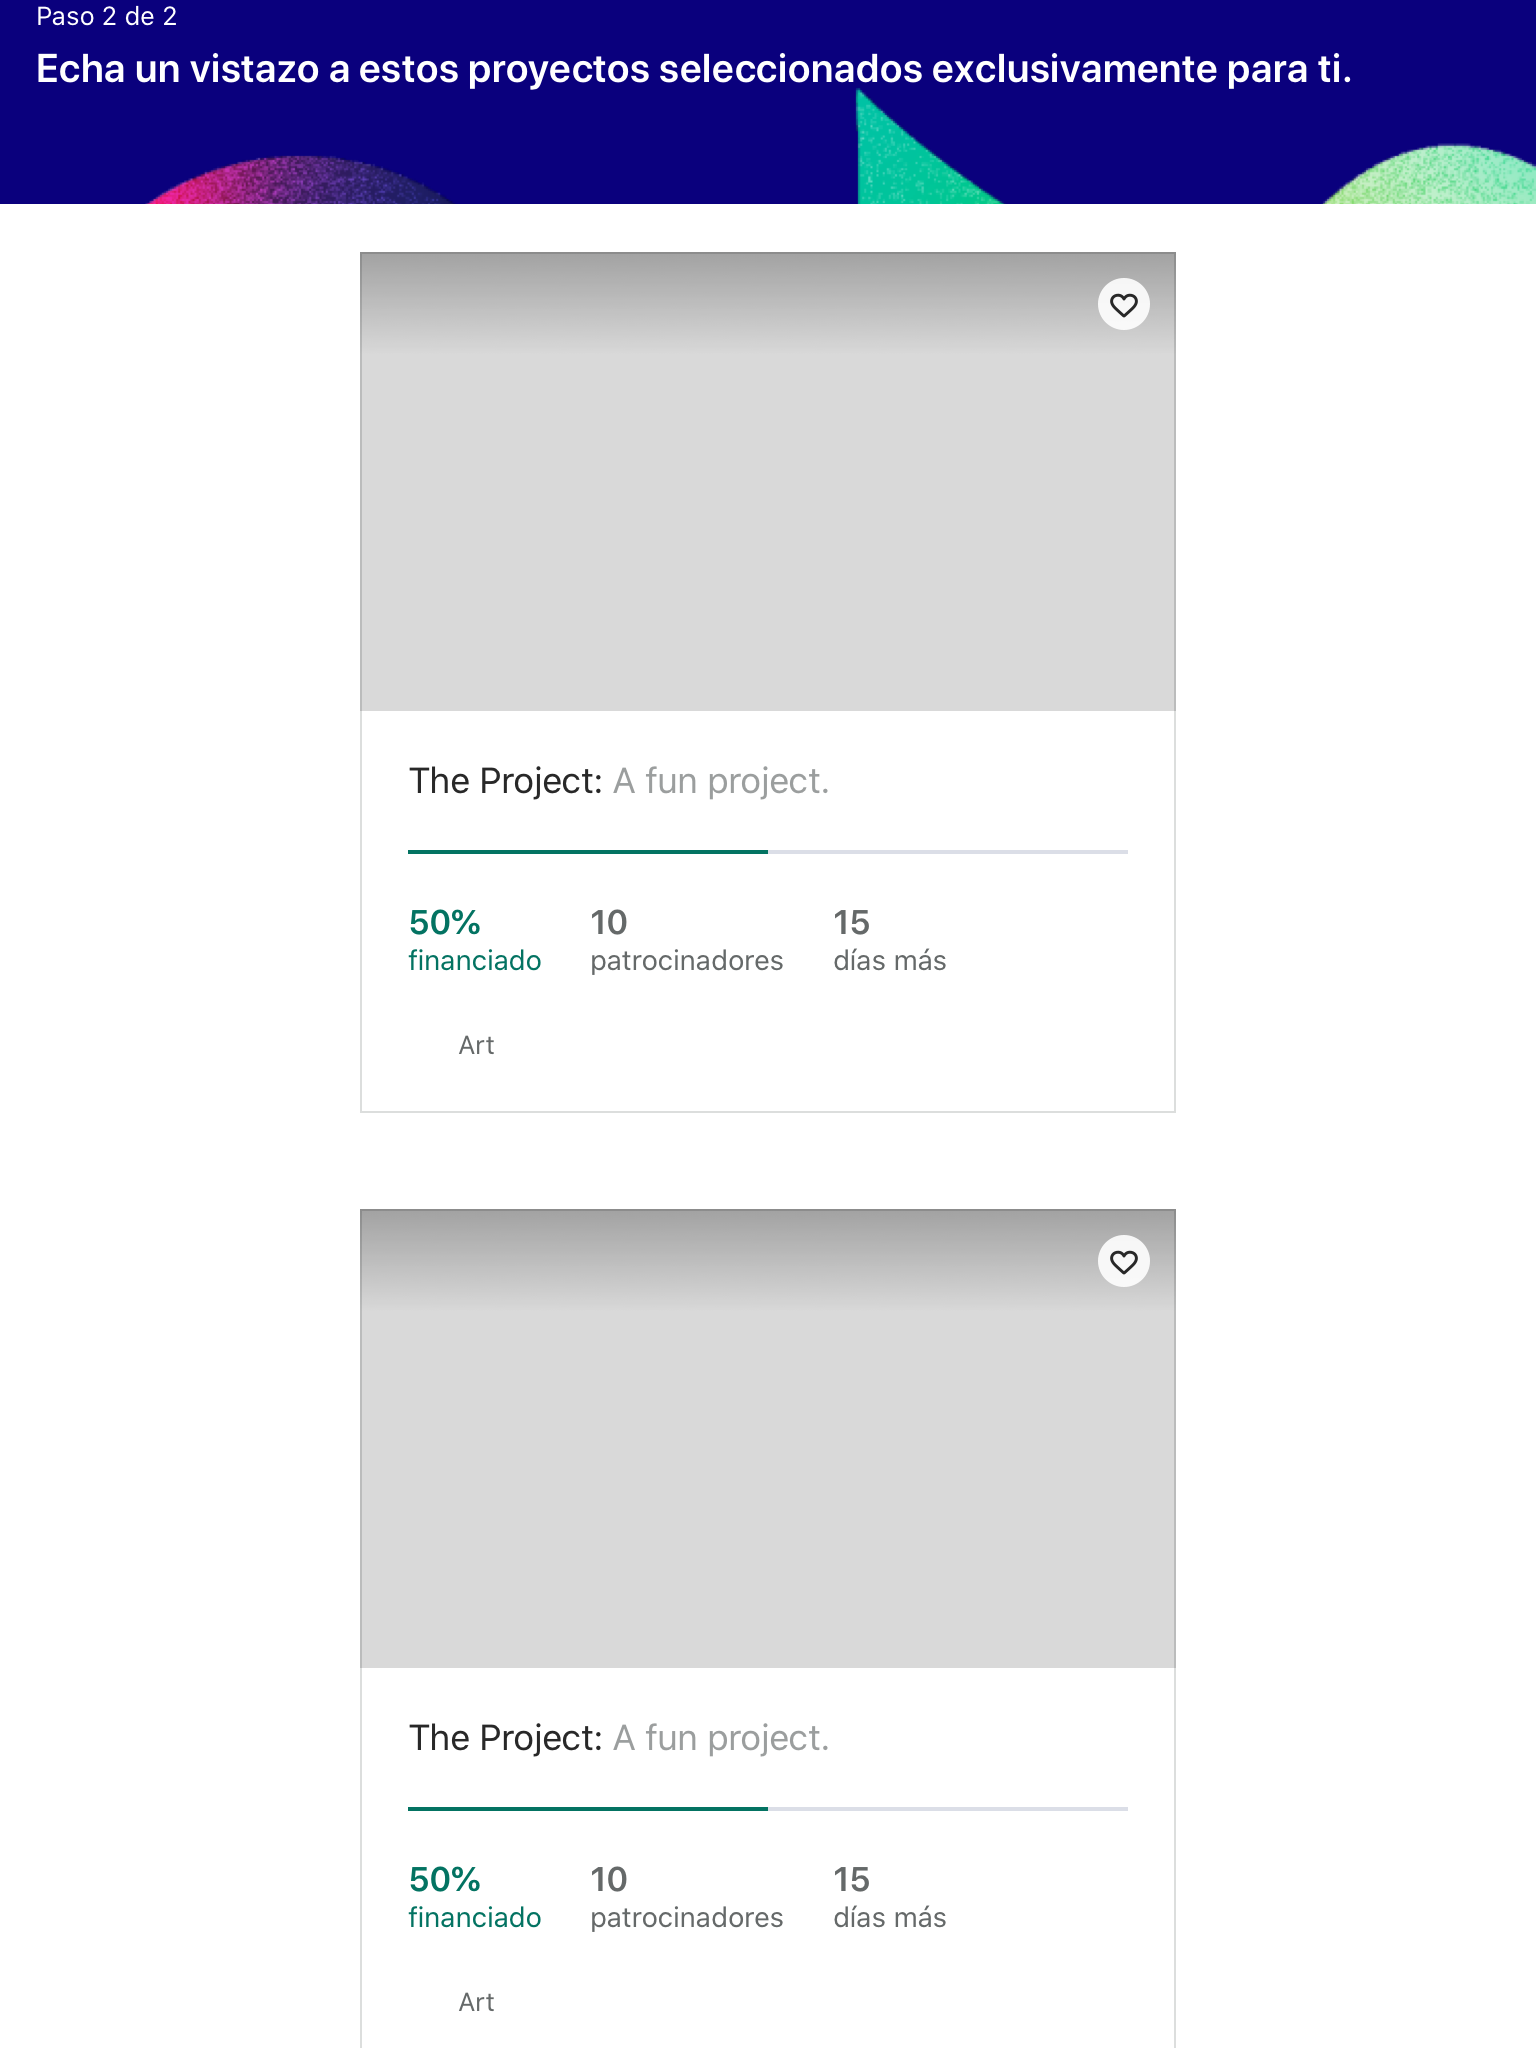 Paso 2 de 2
Echa un vistazo a estos proyectos seleccionados exclusivamente para ti.
The Project: A fun project.
50% 10 15
financiado patrocinadores días más
Art
The Project: A fun project.
50% 10 15
financiado patrocinadores días más
Art